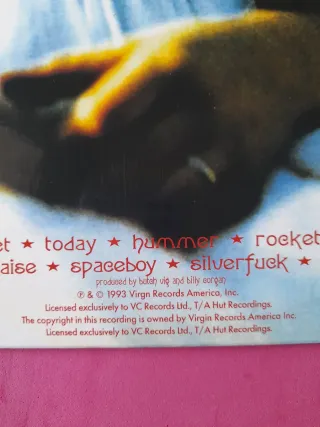 et ★ today ★ hummer ★ rocket
aise ★ spaceboy ★ silverfuck ★
produced by butch vig and billy corgan
℗ & © 1993 Virgn Records America, Inc.
Licensed exclusively to VC Records Ltd., T/A Hut Recordings.
The copyright in this recording is owned by Virgin Records America, Inc.
Licensed exclusively to VC Records Ltd., T/A Hut Recordings.